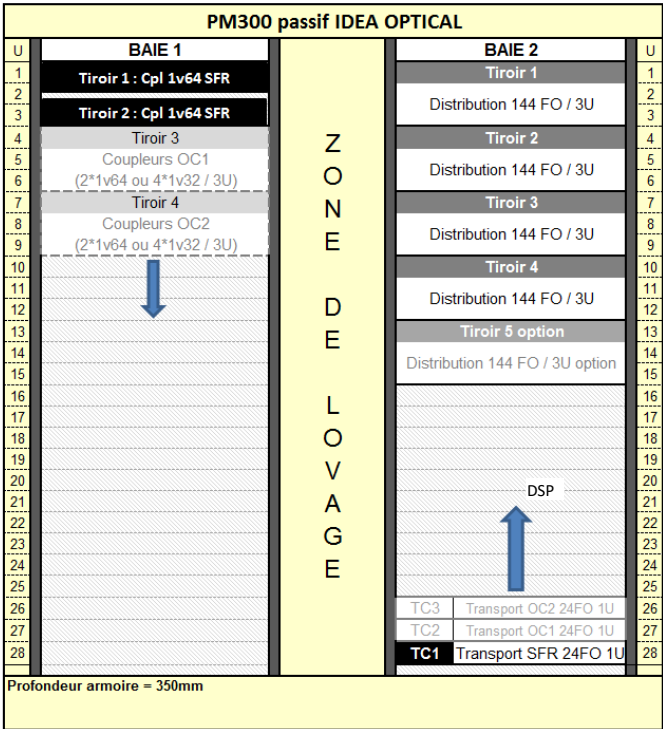 PM300 passif IDEA OPTICAL
U BAIE 1 BAIE 2 U
1 Tiroir 1 : Cpl 1v64 SFR Tiroir 1 1
2 Distribution 144 FO / 3U 2
3 Tiroir 2 : Cpl 1v64 SFR 3
4 Tiroir 3 Tiroir 2 4
5 Coupleurs OC1 Distribution 144 FO / 3U 5
6 (2*1v64 ou 4*1v32 / 3U) 6
7 Tiroir 4 Tiroir 3 7
8 Coupleurs OC2 Distribution 144 FO / 3U 8
9 (2*1v64 ou 4*1v32 / 3U) 9
10 Tiroir 4 10
11 Distribution 144 FO / 3U 11
12 12
13 Tiroir 5 option 13
14 Distribution 144 FO / 3U option 14
15 15
16 16
17 17
18 18
19 19
20 20
21 DSP 21
22 22
23 23
24 24
25 25
26 TC3 Transport OC2 24FO 1U 26
27 TC2 Transport OC1 24FO 1U 27
28 TC1 Transport SFR 24FO 1U 28
ZONE DE LOVAGE
Profondeur armoire = 350mm